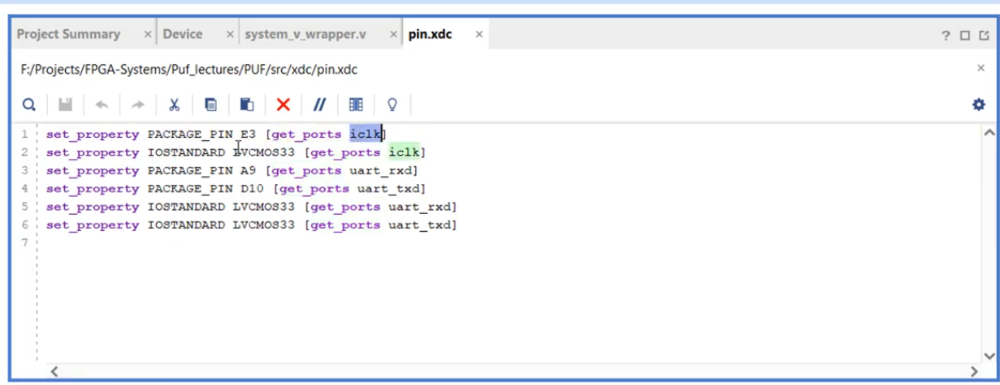 Project Summary × Device × system_v_wrapper.v × pin.xdc ×
F:/Projects/FPGA-Systems/Puf_lectures/PUF/src/xdc/pin.xdc
1 set_property PACKAGE_PIN E3 [get_ports iclk]
2 set_property IOSTANDARD LVCMOS33 [get_ports iclk]
3 set_property PACKAGE_PIN A9 [get_ports uart_rxd]
4 set_property PACKAGE_PIN D10 [get_ports uart_txd]
5 set_property IOSTANDARD LVCMOS33 [get_ports uart_rxd]
6 set_property IOSTANDARD LVCMOS33 [get_ports uart_txd]
7